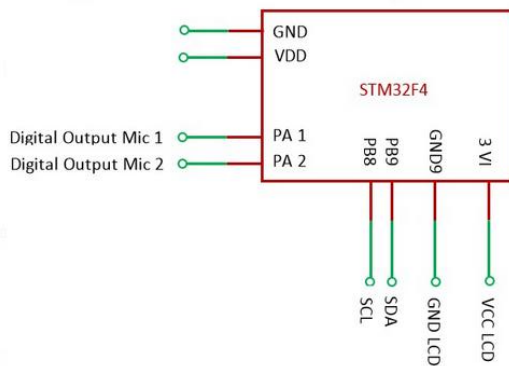 GND
VDD
STM32F4
Digital Output Mic 1
PA 1
Digital Output Mic 2
PA 2
PB8
PB9
GND9
3 VI
SCL
SDA
GND LCD
VCC LCD